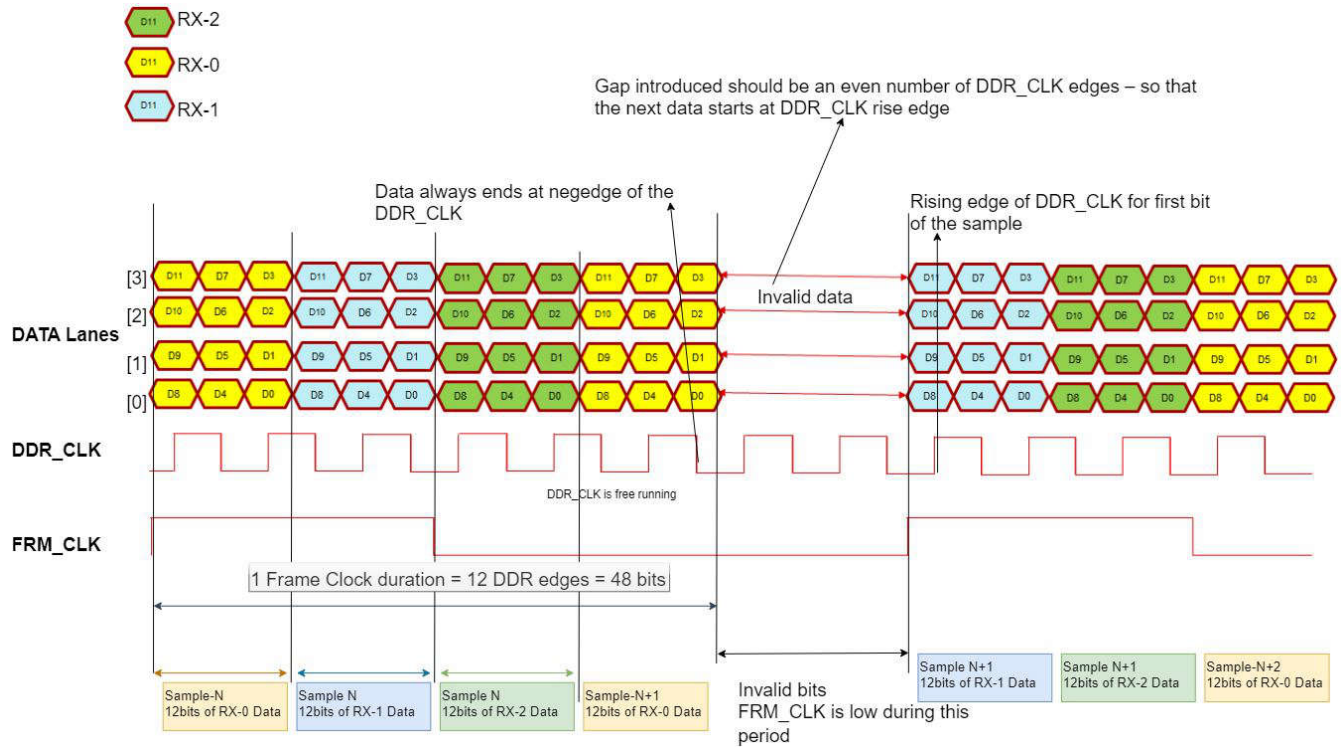 D11 RX-2
D11 RX-0
D11 RX-1
Gap introduced should be an even number of DDR_CLK edges – so that
the next data starts at DDR_CLK rise edge
Data always ends at negedge of the
DDR_CLK
Rising edge of DDR_CLK for first bit
of the sample
[3] D11 D7 D3 D11 D7 D3 D11 D7 D3 D11 D7 D3 D11 D7 D3 D11 D7 D3 D11 D7 D3
Invalid data
[2] D10 D6 D2 D10 D6 D2 D10 D6 D2 D10 D6 D2 D10 D6 D2 D10 D6 D2 D10 D6 D2
DATA Lanes
[1] D9 D5 D1 D9 D5 D1 D9 D5 D1 D9 D5 D1 D9 D5 D1 D9 D5 D1 D9 D5 D1
[0] D8 D4 D0 D8 D4 D0 D8 D4 D0 D8 D4 D0 D8 D4 D0 D8 D4 D0 D8 D4 D0
DDR_CLK
DDR_CLK is free running
FRM_CLK
1 Frame Clock duration = 12 DDR edges = 48 bits
Sample-N
12bits of RX-0 Data
Sample N
12bits of RX-1 Data
Sample N
12bits of RX-2 Data
Sample-N+1
12bits of RX-0 Data
Invalid bits
FRM_CLK is low during this
period
Sample N+1
12bits of RX-1 Data
Sample N+1
12bits of RX-2 Data
Sample-N+2
12bits of RX-0 Data